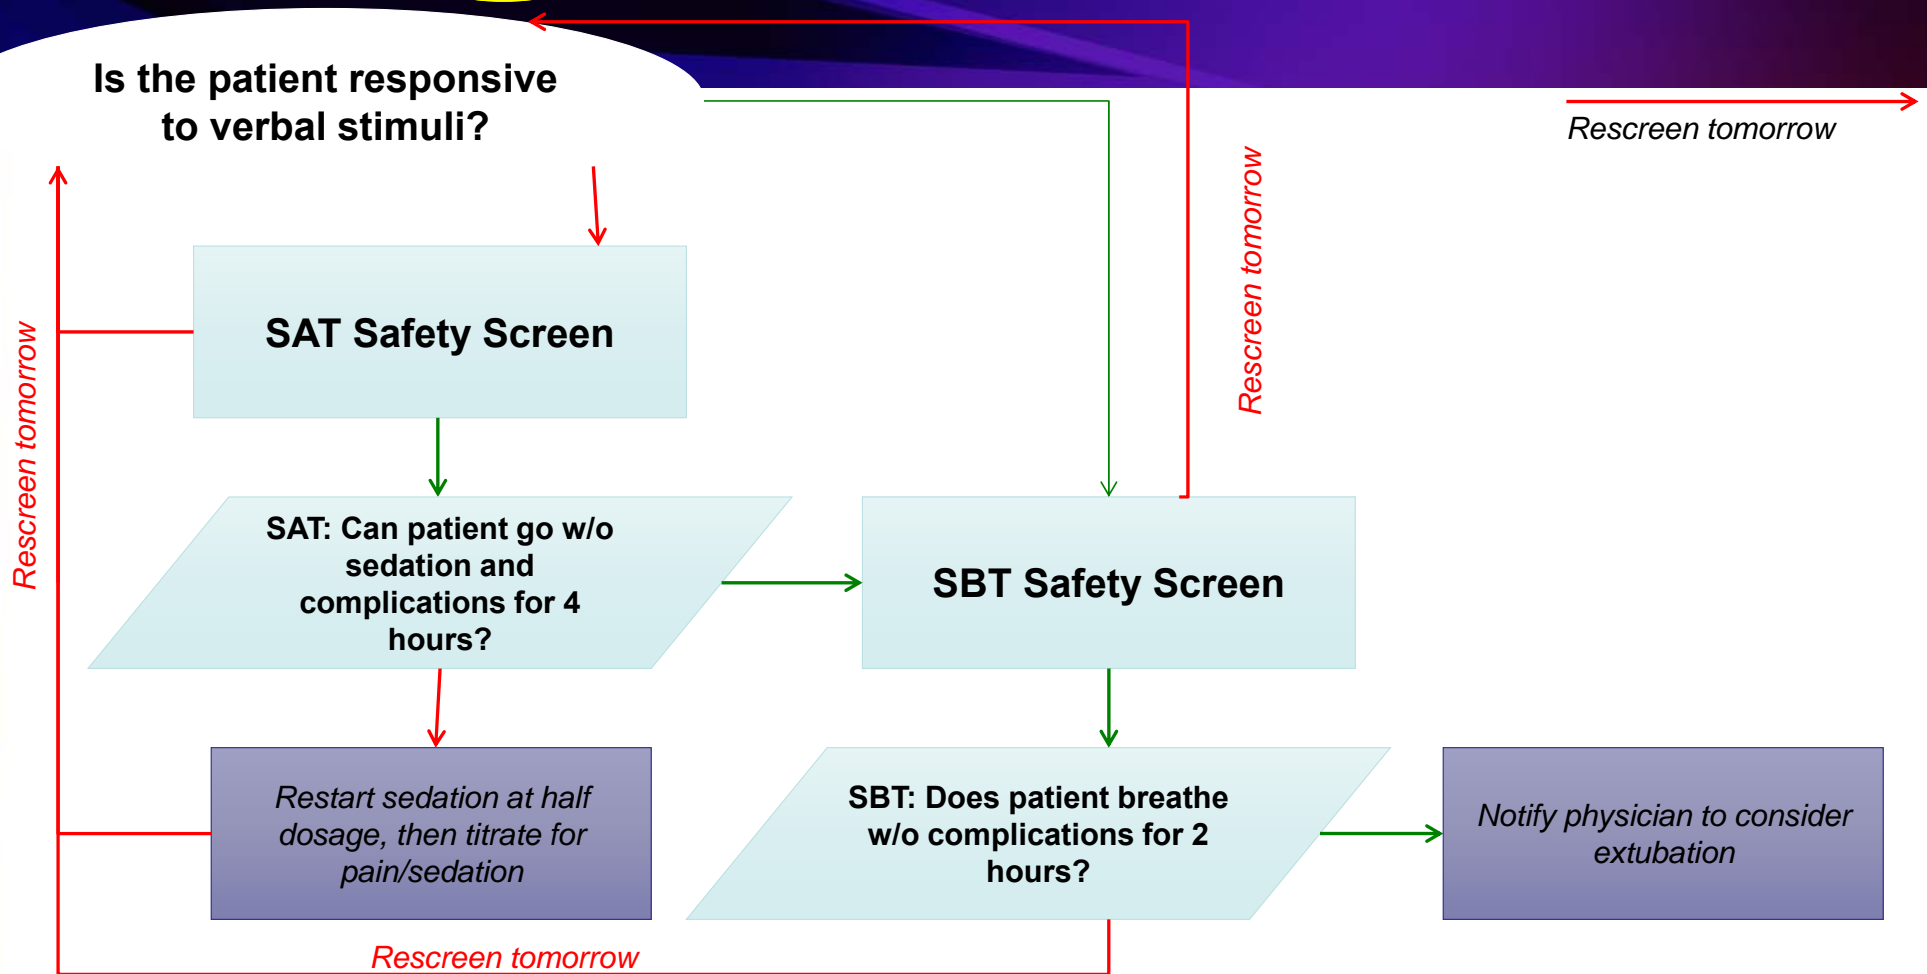 Is the patient responsive
to verbal stimuli?
Rescreen tomorrow
Rescreen tomorrow
Rescreen tomorrow
SAT Safety Screen
SAT: Can patient go w/o
sedation and
complications for 4
hours?
SBT Safety Screen
Restart sedation at half
dosage, then titrate for
pain/sedation
SBT: Does patient breathe
w/o complications for 2
hours?
Notify physician to consider
extubation
Rescreen tomorrow